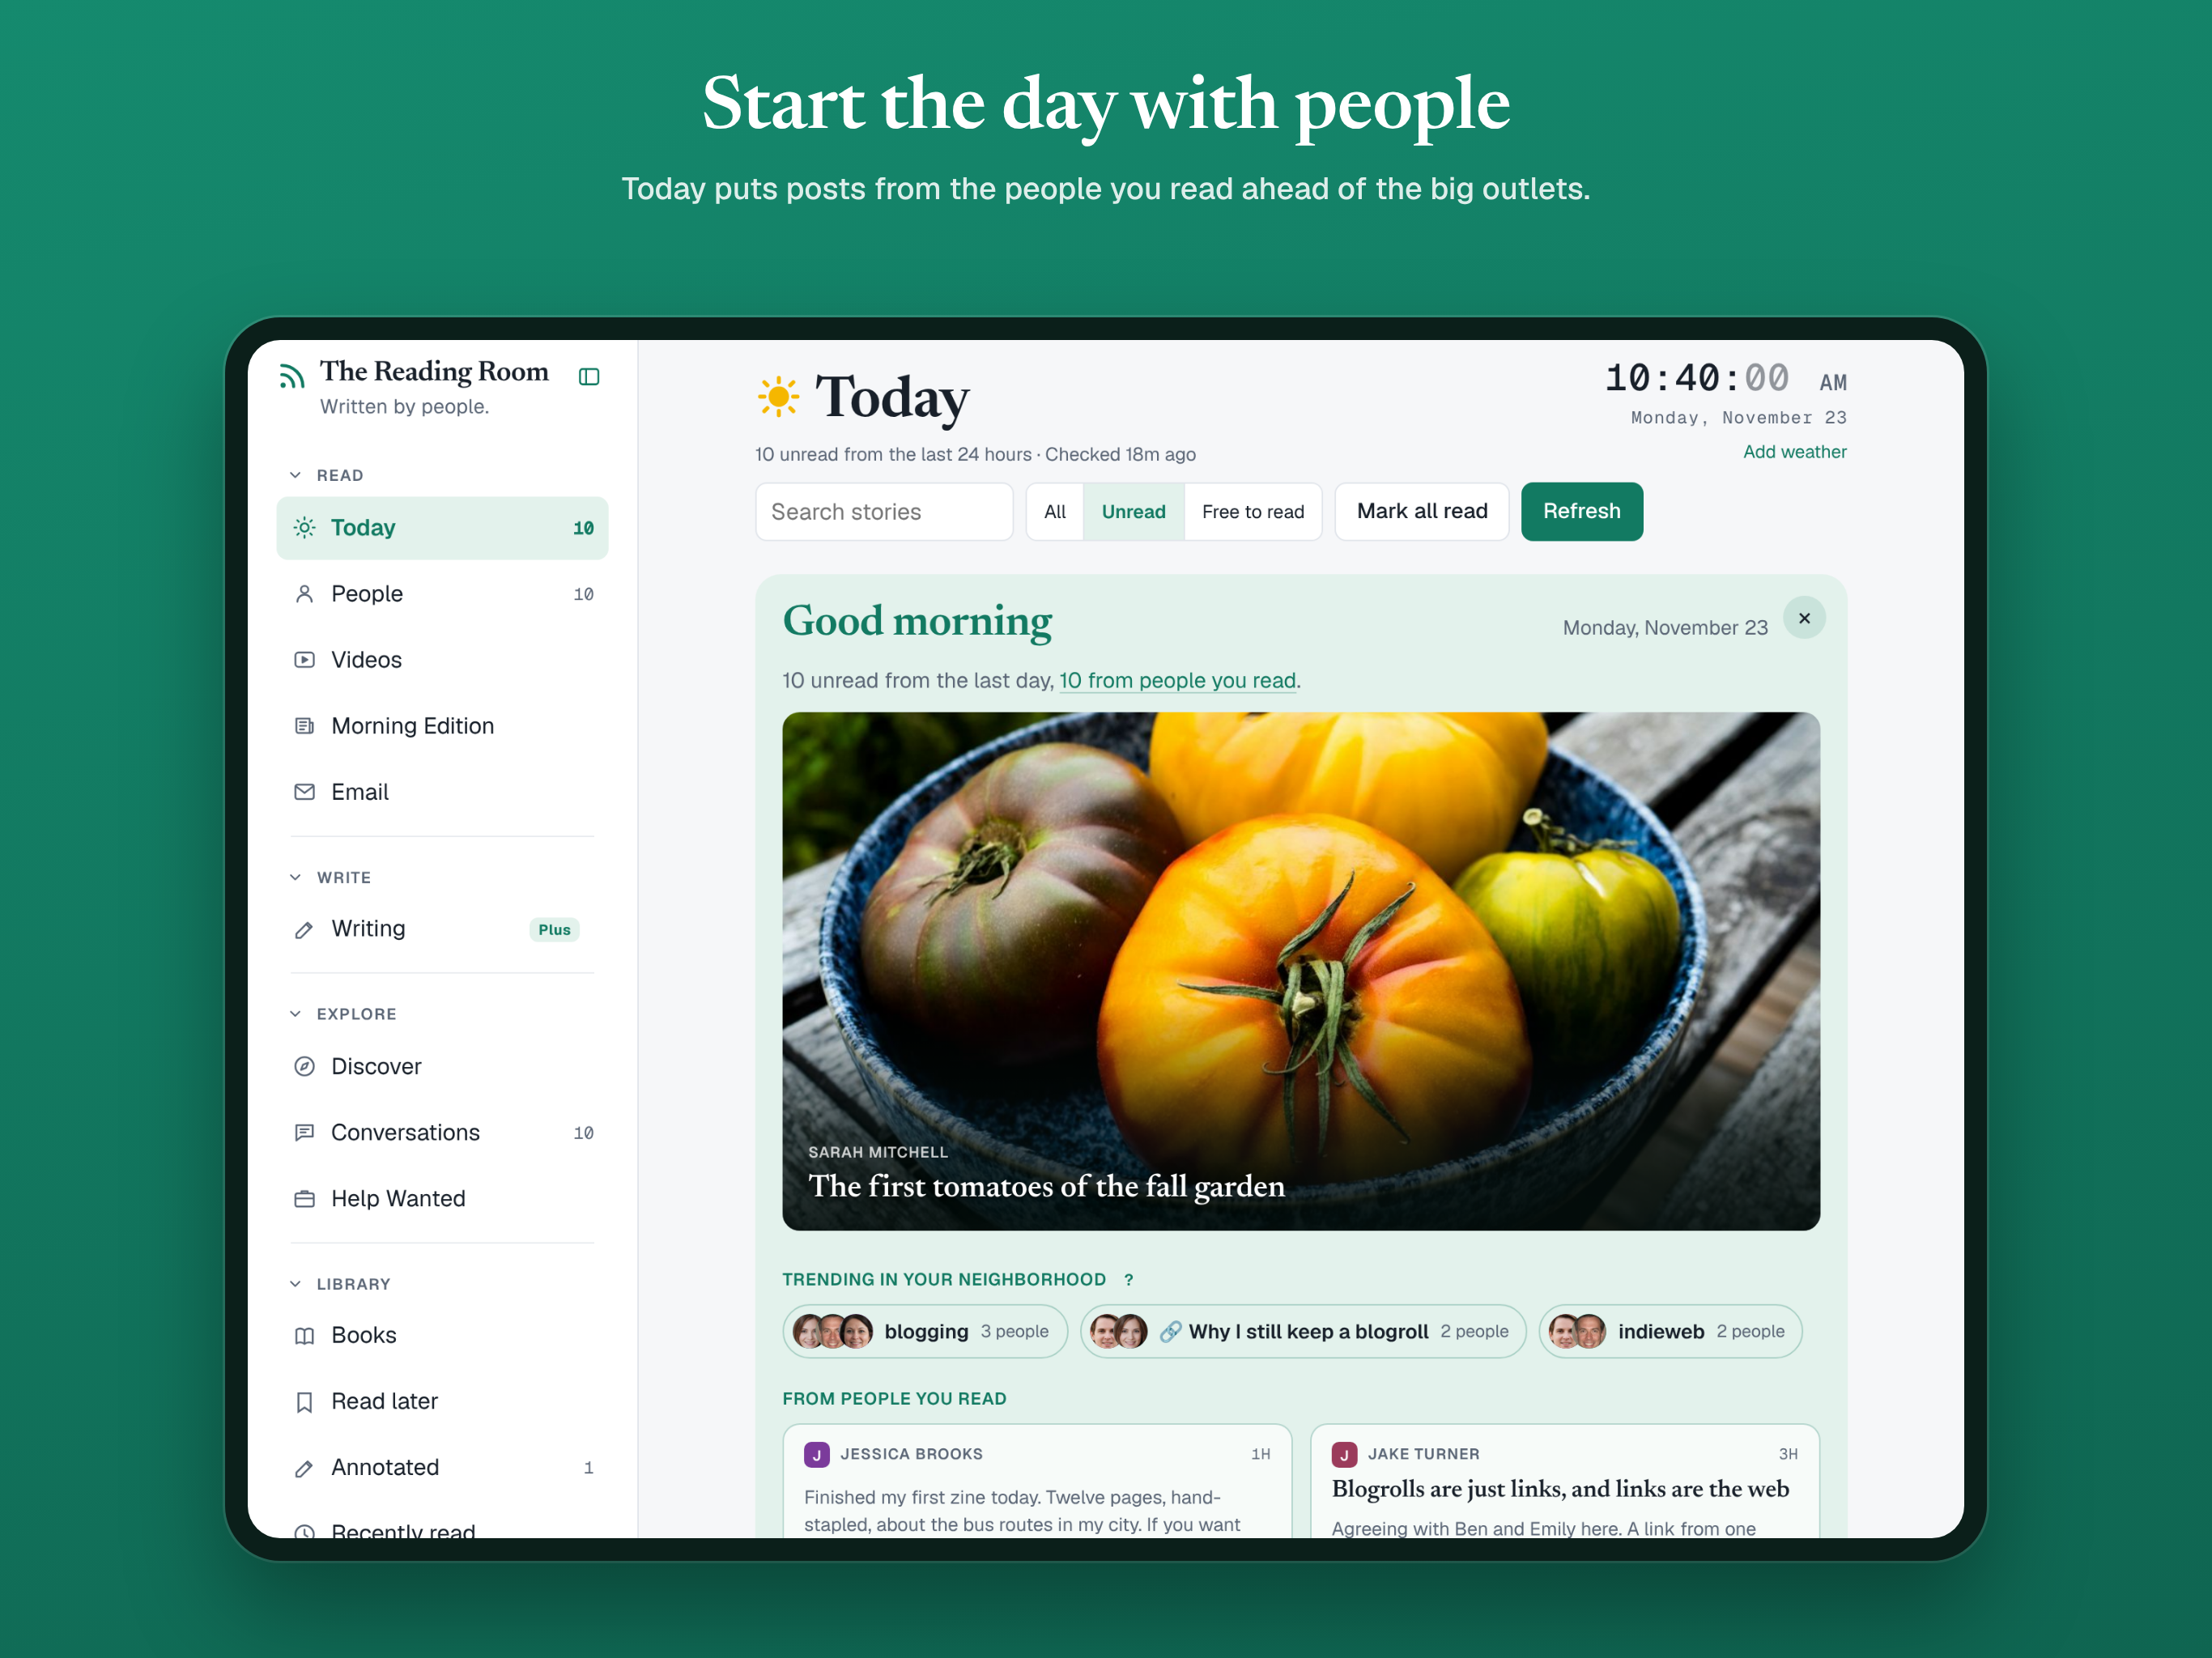 Start the day with people
Today puts posts from the people you read ahead of the big outlets.
The Reading Room
Written by people.
READ
Today 10
People 10
Videos
Morning Edition
Email
WRITE
Writing Plus
EXPLORE
Discover
Conversations 10
Help Wanted
LIBRARY
Books
Read later
Annotated 1
Recently read
Today
10:40:00 AM
Monday, November 23
Add weather
10 unread from the last 24 hours · Checked 18m ago
Search stories All Unread Free to read Mark all read Refresh
Good morning
Monday, November 23 ×
10 unread from the last day, 10 from people you read.
SARAH MITCHELL
The first tomatoes of the fall garden
TRENDING IN YOUR NEIGHBORHOOD ?
blogging 3 people
🔗 Why I still keep a blogroll 2 people
indieweb 2 people
FROM PEOPLE YOU READ
J JESSICA BROOKS 1H
Finished my first zine today. Twelve pages, hand-
stapled, about the bus routes in my city. If you want
J JAKE TURNER 3H
Blogrolls are just links, and links are the web
Agreeing with Ben and Emily here. A link from one